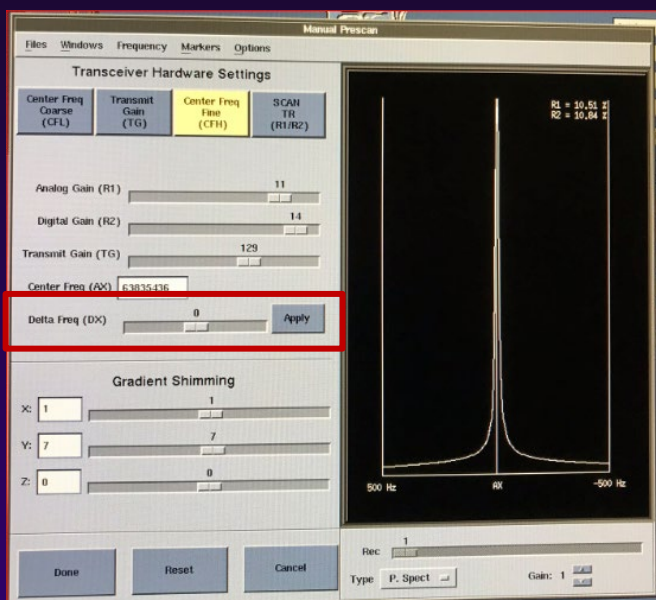 Manual Prescan
Files Windows Frequency Markers Options
Transceiver Hardware Settings
Center Freq
Coarse
(CFL)
Transmit
Gain
(TG)
Center Freq
Fine
(CFH)
SCAN
TR
(R1/R2)
Analog Gain (R1) 11
Digital Gain (R2) 14
Transmit Gain (TG) 129
Center Freq (AX) 63835436
Delta Freq (DX) 0 Apply
Gradient Shimming
X: 1 1
Y: 7 7
Z: 0 0
Done Reset Cancel
R1 = 10.51 %
R2 = 10.84 %
500 Hz AX -500 Hz
Rec 1
Type P. Spect Gain: 1